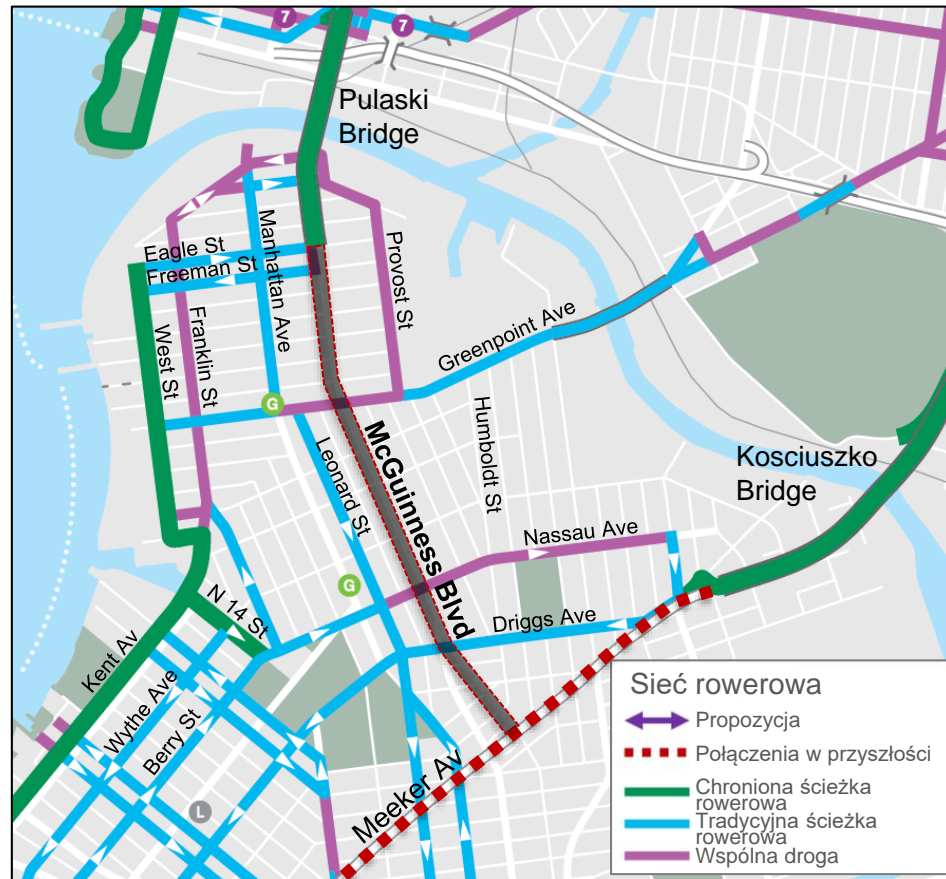 7
7
Pulaski
Bridge
Eagle St
Freeman St
Manhattan Ave
Provost St
West St
Franklin St
Greenpoint Ave
G
Leonard St
McGuinness Blvd
Humboldt St
Kosciuszko
Bridge
Nassau Ave
G
N 14 St
Driggs Ave
Kent Av
Wythe Ave
Berry St
L
Meeker Av
Sieć rowerowa
Propozycja
Połączenia w przyszłości
Chroniona ścieżka
rowerowa
Tradycyjna ścieżka
rowerowa
Wspólna droga